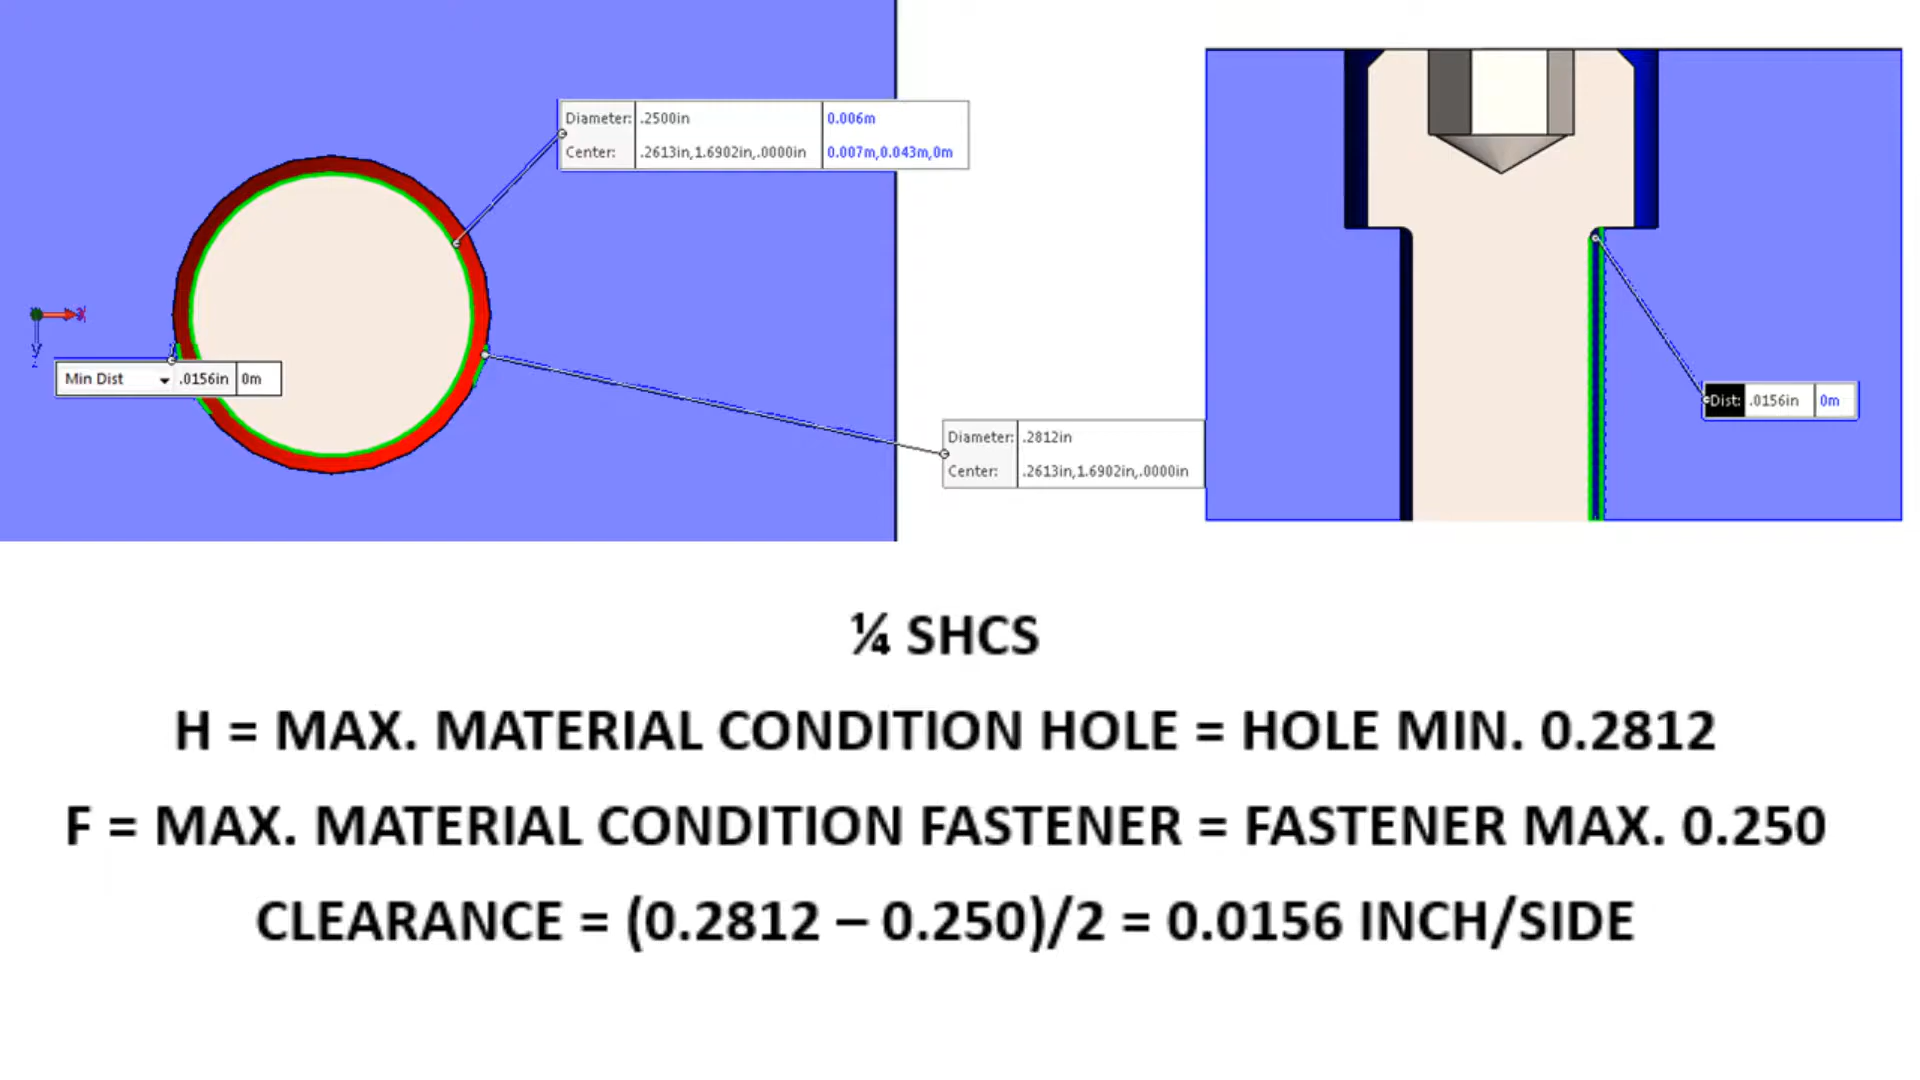 Diameter: .2500in 0.006m
Center: .2613in,1.6902in,.0000in 0.007m,0.043m,0m
Min Dist .0156in 0m
Dist: .0156in 0m
Diameter: .2812in
Center: .2613in,1.6902in,.0000in
¼ SHCS
H = MAX. MATERIAL CONDITION HOLE = HOLE MIN. 0.2812
F = MAX. MATERIAL CONDITION FASTENER = FASTENER MAX. 0.250
CLEARANCE = (0.2812 – 0.250)/2 = 0.0156 INCH/SIDE